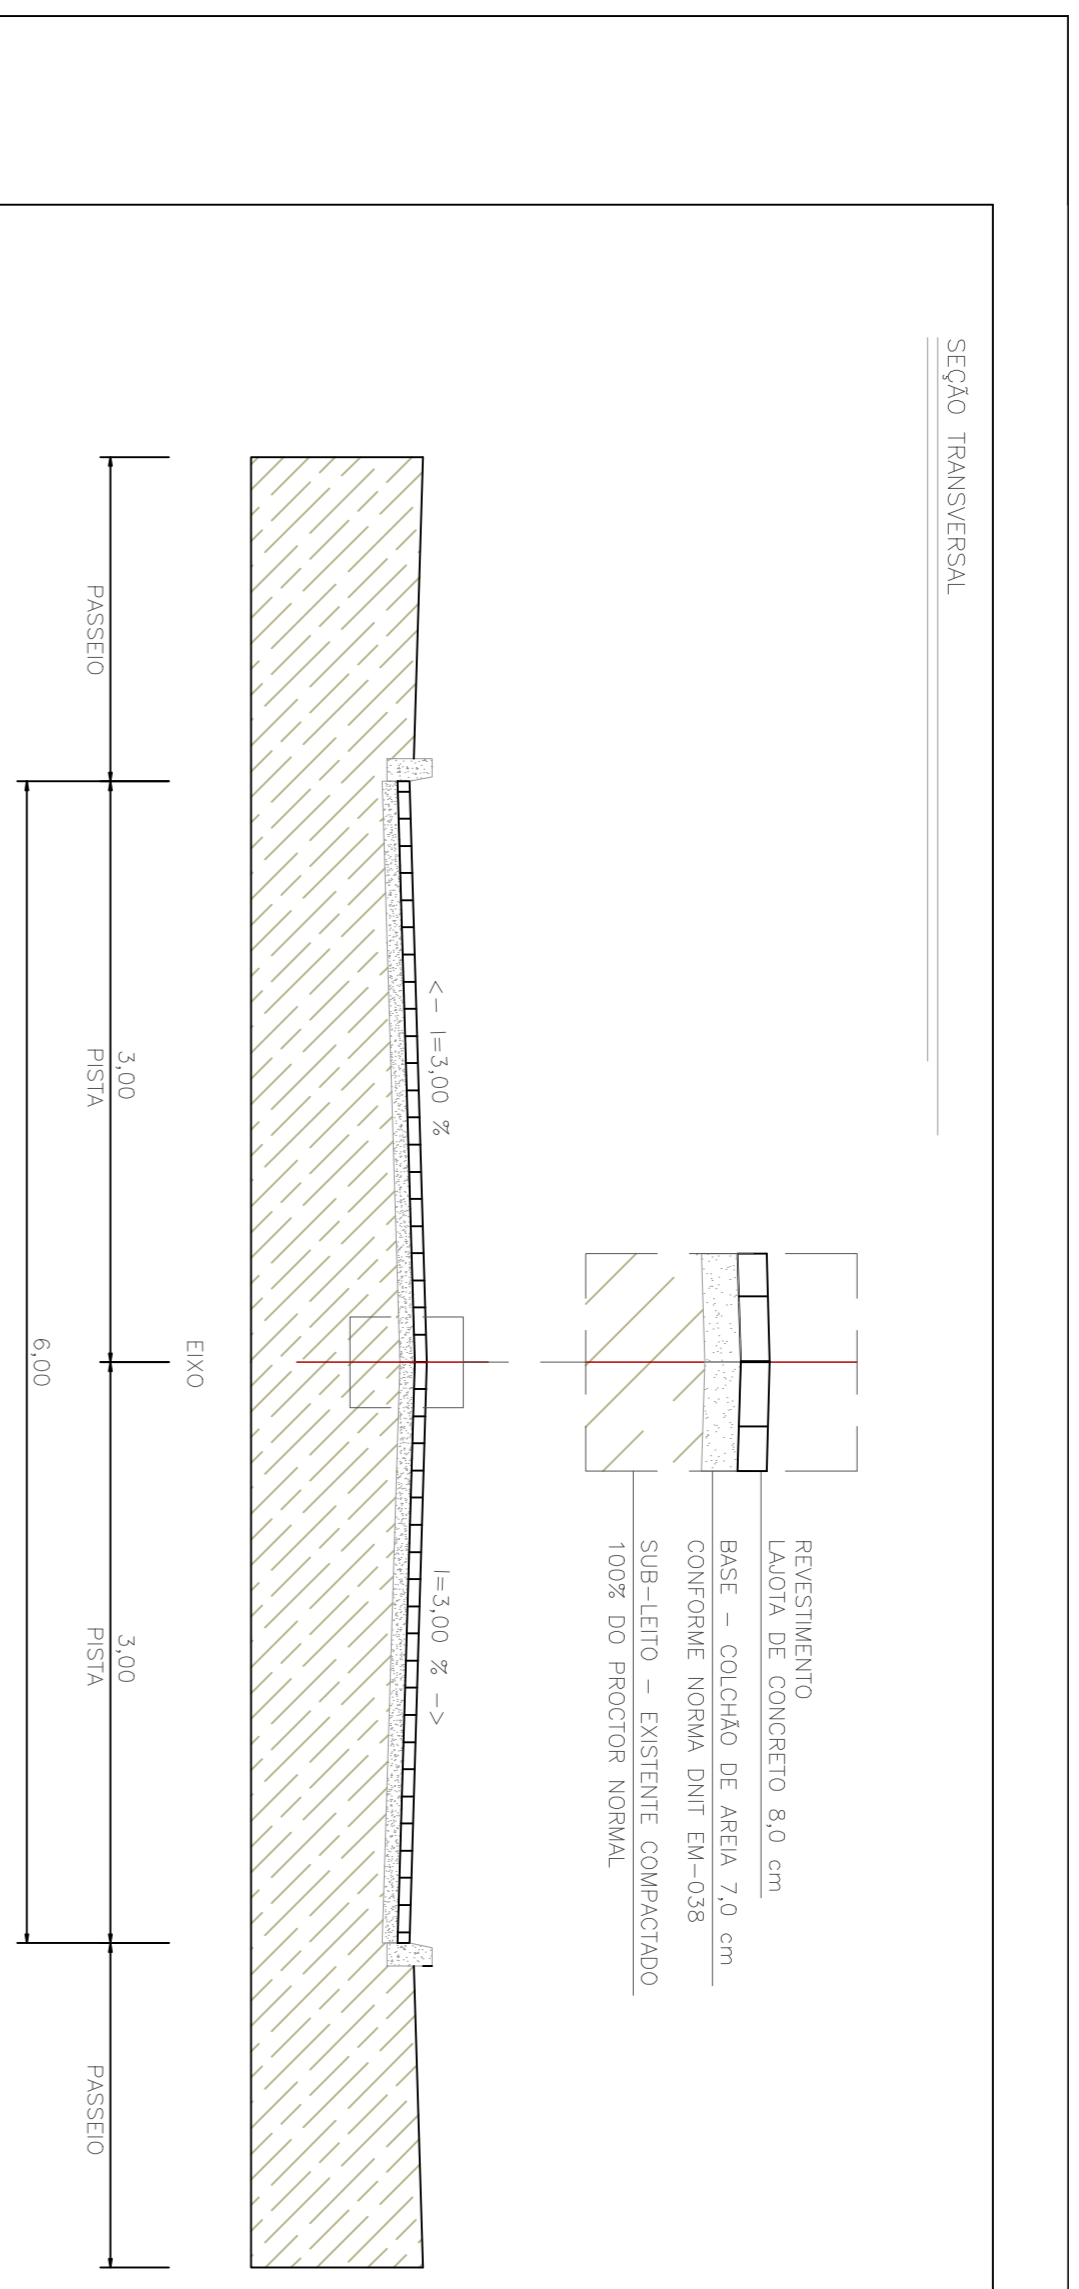 SEÇÃO TRANSVERSAL
REVESTIMENTO
LAJOTA DE CONCRETO 8,0 cm
BASE - COLCHÃO DE AREIA 7,0 cm
CONFORME NORMA DNIT EM-038
SUB-LEITO - EXISTENTE COMPACTADO
100% DO PROCTOR NORMAL
<- I=3,00 %
I=3,00 % ->
EIXO
PASSEIO
3,00
PISTA
3,00
PISTA
PASSEIO
6,00